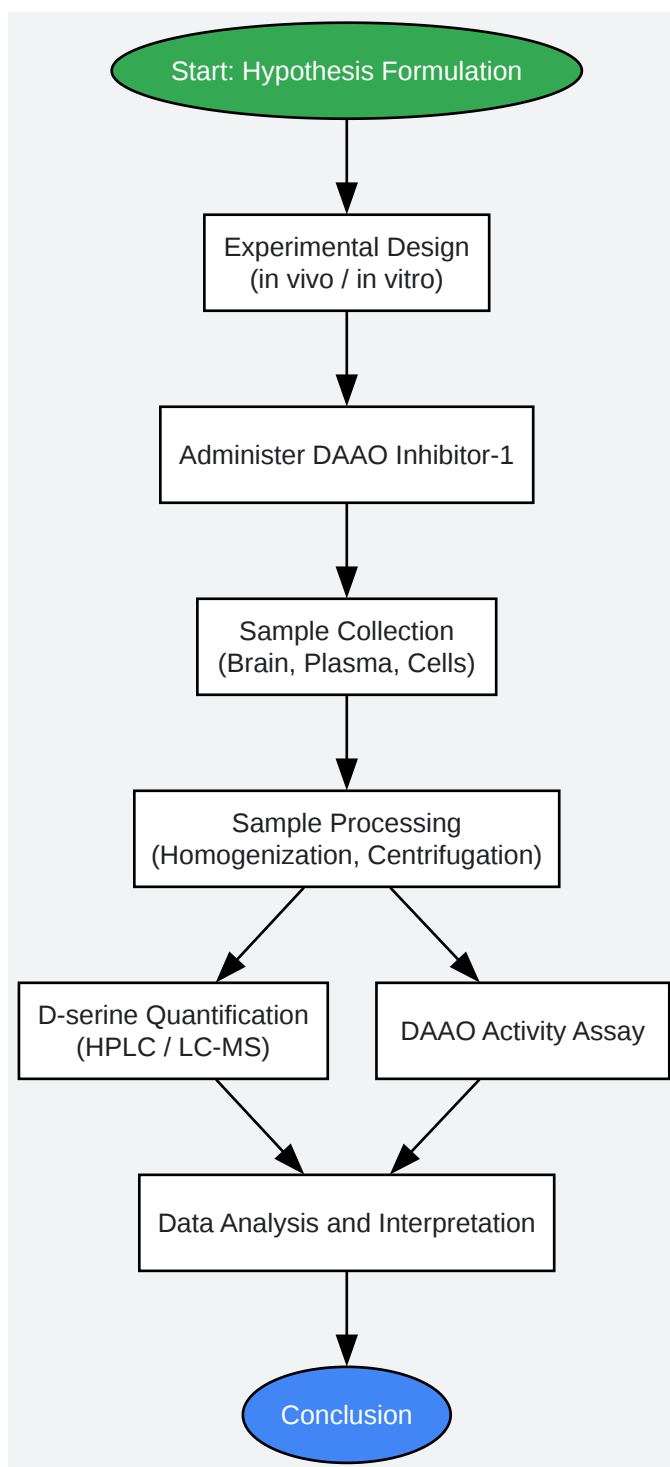 Start: Hypothesis Formulation
Experimental Design
(in vivo / in vitro)
Administer DAAO Inhibitor-1
Sample Collection
(Brain, Plasma, Cells)
Sample Processing
(Homogenization, Centrifugation)
D-serine Quantification
(HPLC / LC-MS)
DAAO Activity Assay
Data Analysis and Interpretation
Conclusion